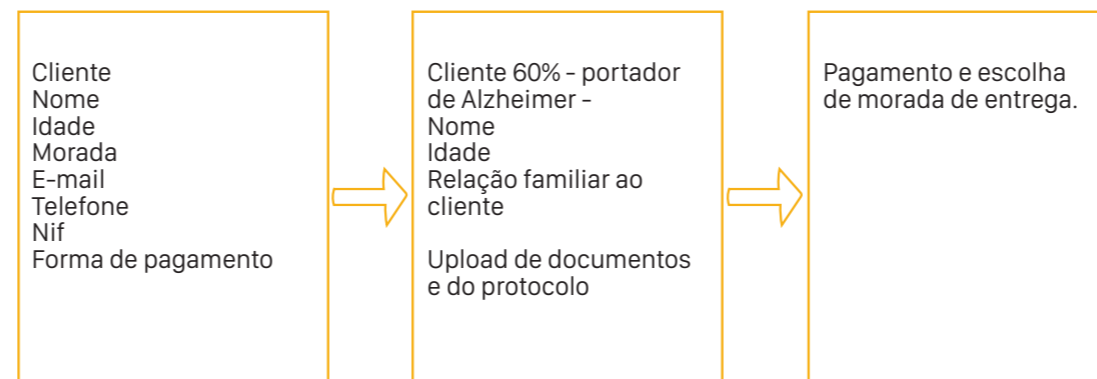 Cliente
Nome
Idade
Morada
E-mail
Telefone
Nif
Forma de pagamento
Cliente 60% - portador
de Alzheimer -
Nome
Idade
Relação familiar ao
cliente
Upload de documentos
e do protocolo
Pagamento e escolha
de morada de entrega.